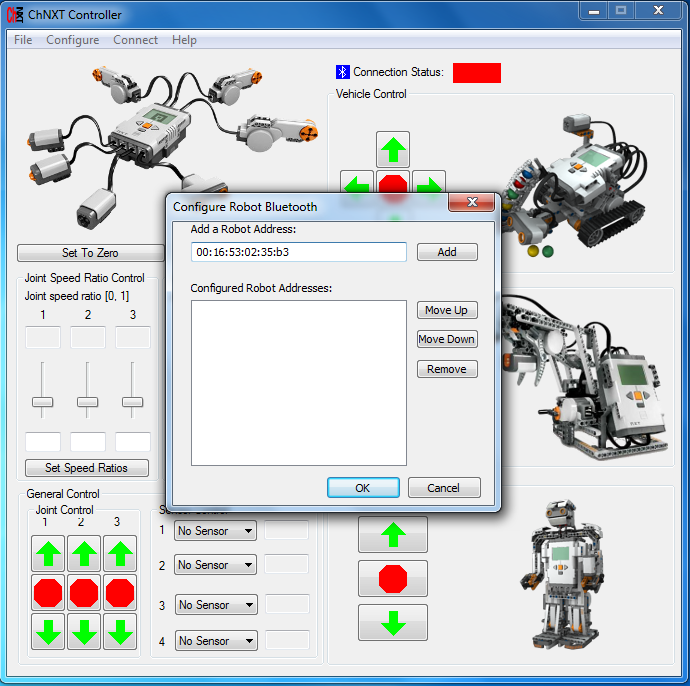 ChNXT Controller
File Configure Connect Help
Connection Status:
Vehicle Control
Configure Robot Bluetooth
Add a Robot Address:
00:16:53:02:35:b3
Add
Configured Robot Addresses:
Move Up
Move Down
Remove
OK Cancel
Set To Zero
Joint Speed Ratio Control
Joint speed ratio [0, 1]
1 2 3
Set Speed Ratios
General Control
Joint Control
1 2 3
1 No Sensor
2 No Sensor
3 No Sensor
4 No Sensor